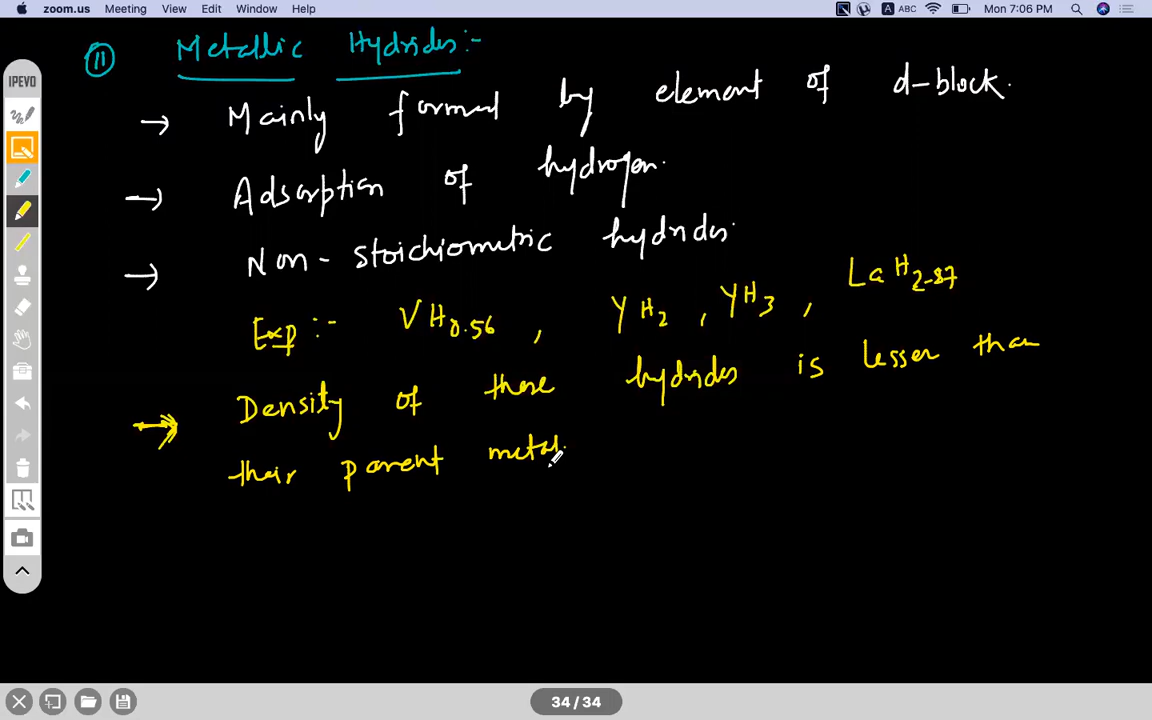 zoom.us Meeting View Edit Window Help
A ABC Mon 7:06 PM
IPEVO
11 Metallic Hydrides:-
→ Mainly formed by element of d-block.
→ Adsorption of hydrogen.
→ Non-stoichiometric hydrides.
Exp :- VH0.56, YH2, YH3, LaH2.87
→ Density of these hydrides is lesser than
their parent metal.
34 / 34